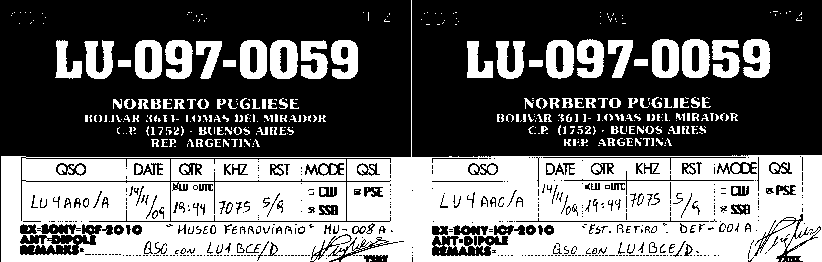 LU-097-0059
NORBERTO PUGLIESE
BOLIVAR 3611- LOMAS DEL MIRADOR
C.P. (1752) - BUENOS AIRES
REP. ARGENTINA
QSO DATE QTR KHZ RST MODE QSL
LU4AAO/A 14/11/09 19:44 7075 5/9 CW SSB PSE
RX=SONY=ICF-2010 "MUSEO FERROVIARIO" MU-008A.
ANT=DIPOLE
REMARKS= QSO CON LU1BCE/D.
LU-097-0059
NORBERTO PUGLIESE
BOLIVAR 3611- LOMAS DEL MIRADOR
C.P. (1752) - BUENOS AIRES
REP. ARGENTINA
QSO DATE QTR KHZ RST MODE QSL
LU4AAO/A 14/11/09 19:44 7075 5/9 CW SSB PSE
RX=SONY=ICF-2010 "EST. RETIRO" DEF-001A.
ANT=DIPOLE
REMARKS= QSO CON LU1BCE/D.